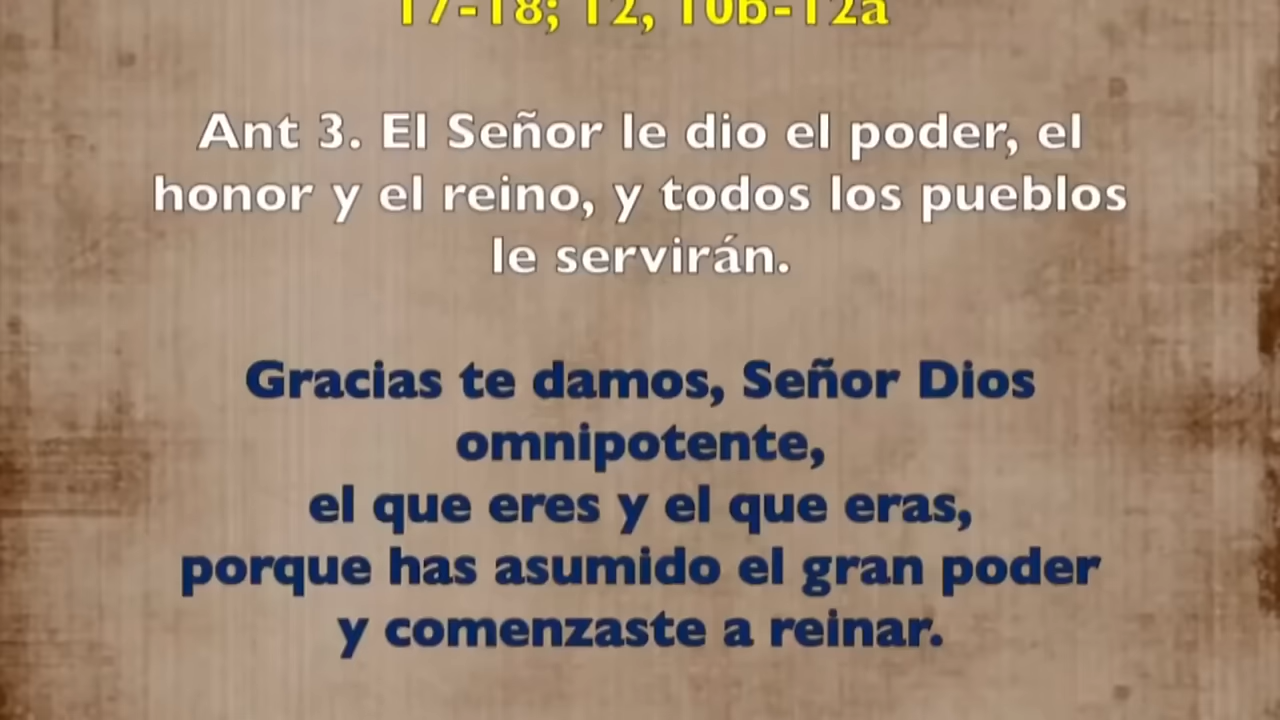 17-18; 12, 10b-12a
Ant 3. El Señor le dio el poder, el
honor y el reino, y todos los pueblos
le servirán.
Gracias te damos, Señor Dios
omnipotente,
el que eres y el que eras,
porque has asumido el gran poder
y comenzaste a reinar.